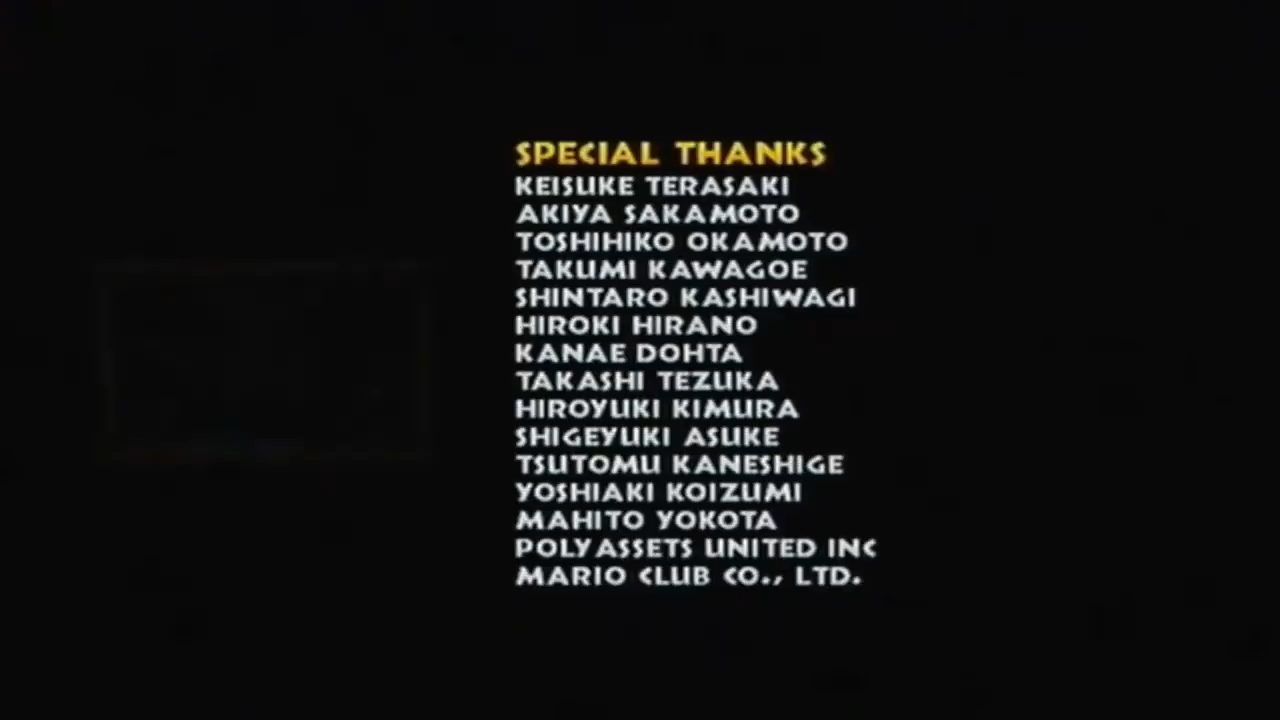 SPECIAL THANKS
KEISUKE TERASAKI
AKIYA SAKAMOTO
TOSHIHIKO OKAMOTO
TAKUMI KAWAGOE
SHINTARO KASHIWAGI
HIROKI HIRANO
KANAE DOHTA
TAKASHI TEZUKA
HIROYUKI KIMURA
SHIGEYUKI ASUKE
TSUTOMU KANESHIGE
YOSHIAKI KOIZUMI
MAHITO YOKOTA
POLYASSETS UNITED INC
MARIO CLUB CO., LTD.